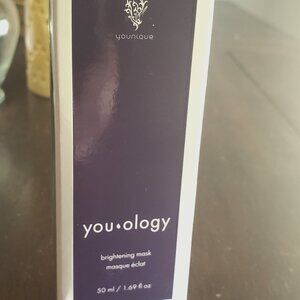 younique
you•ology
brightening mask
masque éclat
50 ml / 1.69 fl oz